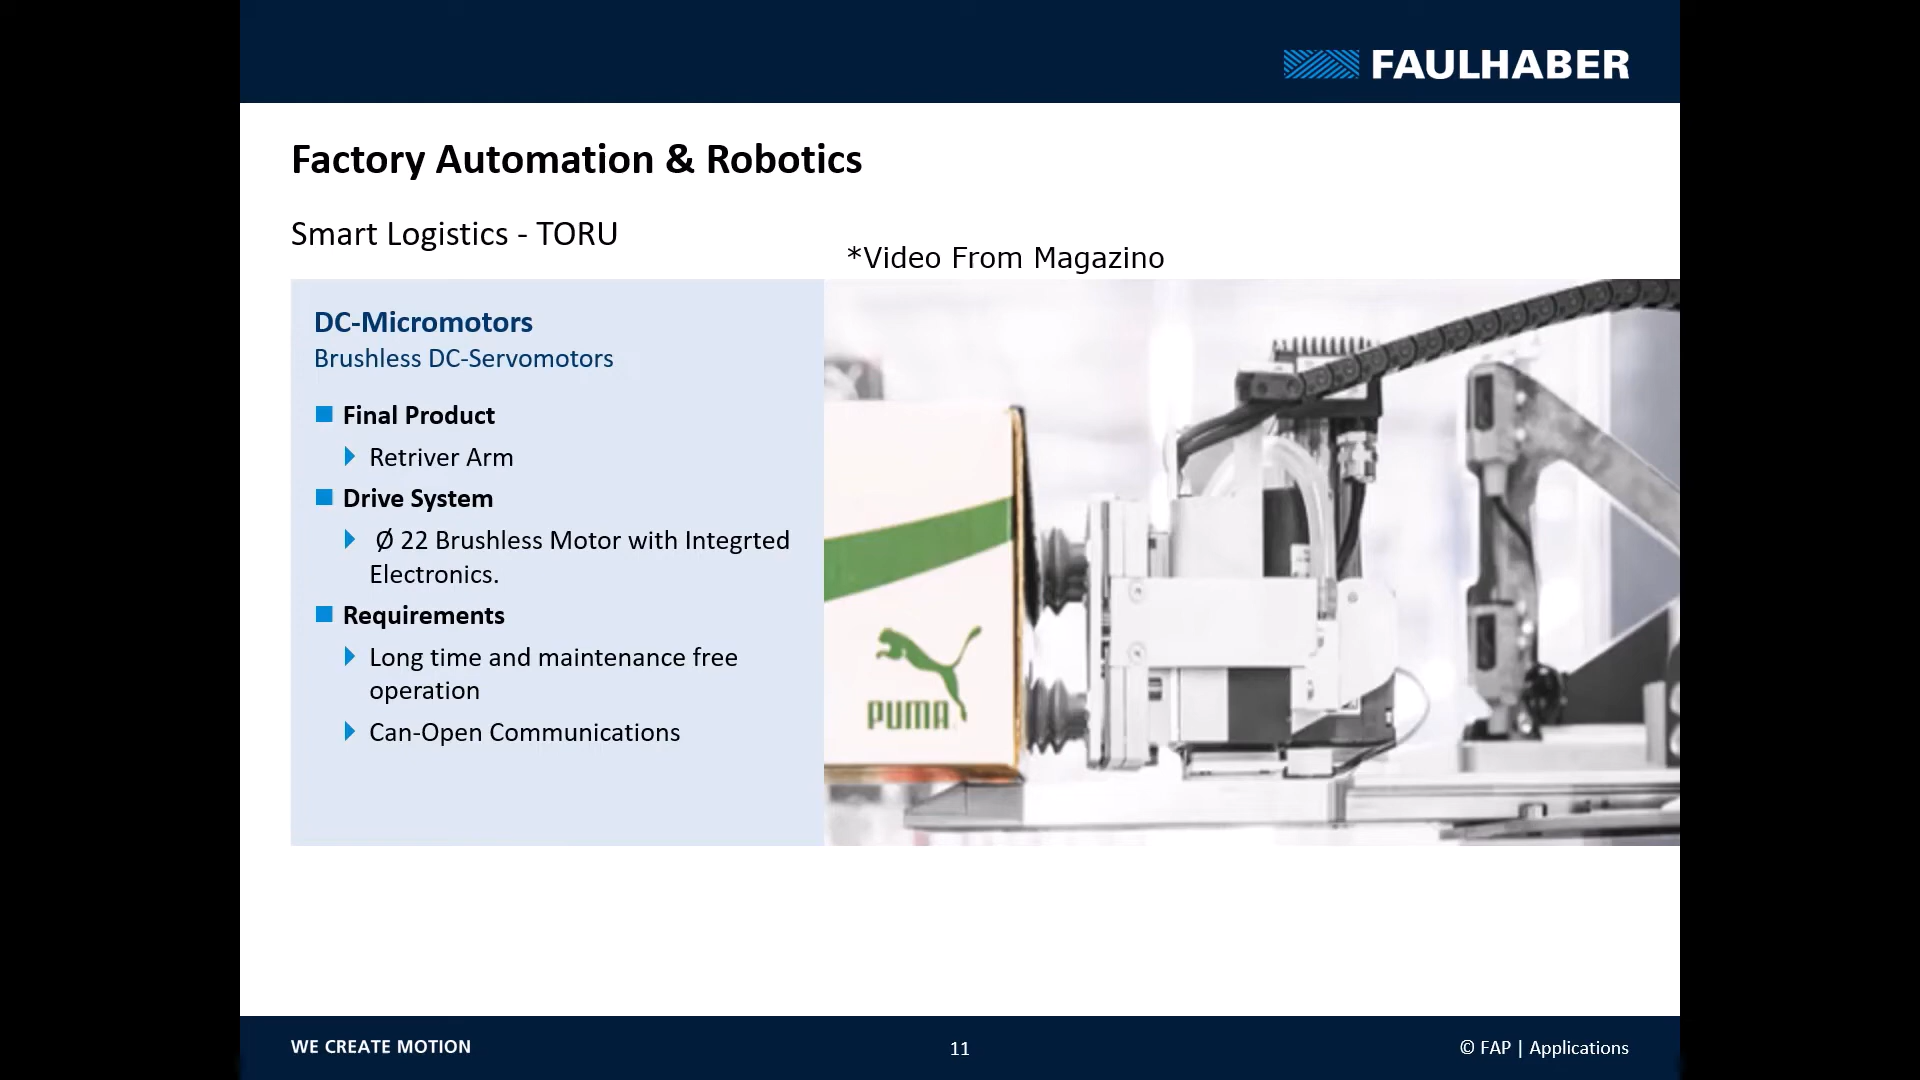 FAULHABER
Factory Automation & Robotics
Smart Logistics - TORU
*Video From Magazino
DC-Micromotors
Brushless DC-Servomotors
Final Product
Retriver Arm
Drive System
Ø 22 Brushless Motor with Integrted
Electronics.
Requirements
Long time and maintenance free
operation
Can-Open Communications
PUMA
WE CREATE MOTION
11
© FAP | Applications